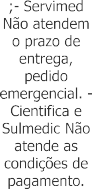 ;- Servimed
Não atendem
o prazo de
entrega,
pedido
emergencial. -
Cientifica e
Sulmedic Não
atende as
condições de
pagamento.